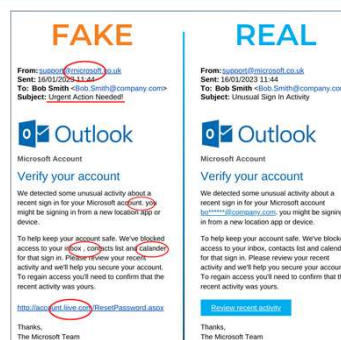 FAKE
From: support@rnicrosoft.co.uk
Sent: 16/01/2023 11:44
To: Bob Smith <Bob.Smith@company.com>
Subject: Urgent Action Needed!
Outlook
Microsoft Account
Verify your account
We detected some unusual activity about a
recent sign in for your Microsoft account. you
might be signing in from a new location app or
device.
To help keep your account safe. We've blocked
access to your inbox , contacts list and calander
for that sign in. Please review your recent
activity and we'll help you secure your account.
To regain access you'll need to confirm that the
recent activity was yours.
http://account.liive.com/ResetPassword.aspx
Thanks,
The Microsoft Team
REAL
From: support@microsoft.co.uk
Sent: 16/01/2023 11:44
To: Bob Smith <Bob.Smith@company.com
Subject: Unusual Sign In Activity
Outlook
Microsoft Account
Verify your account
We detected some unusual activity about a
recent sign in for your Microsoft account
bo******@company.com. you might be signing
in from a new location app or device.
To help keep your account safe. We've blocke
access to your inbox, contacts list and calend
for that sign in. Please review your recent
activity and we'll help you secure your accour
To regain access you'll need to confirm that t
recent activity was yours.
Review recent activity
Thanks,
The Microsoft Team